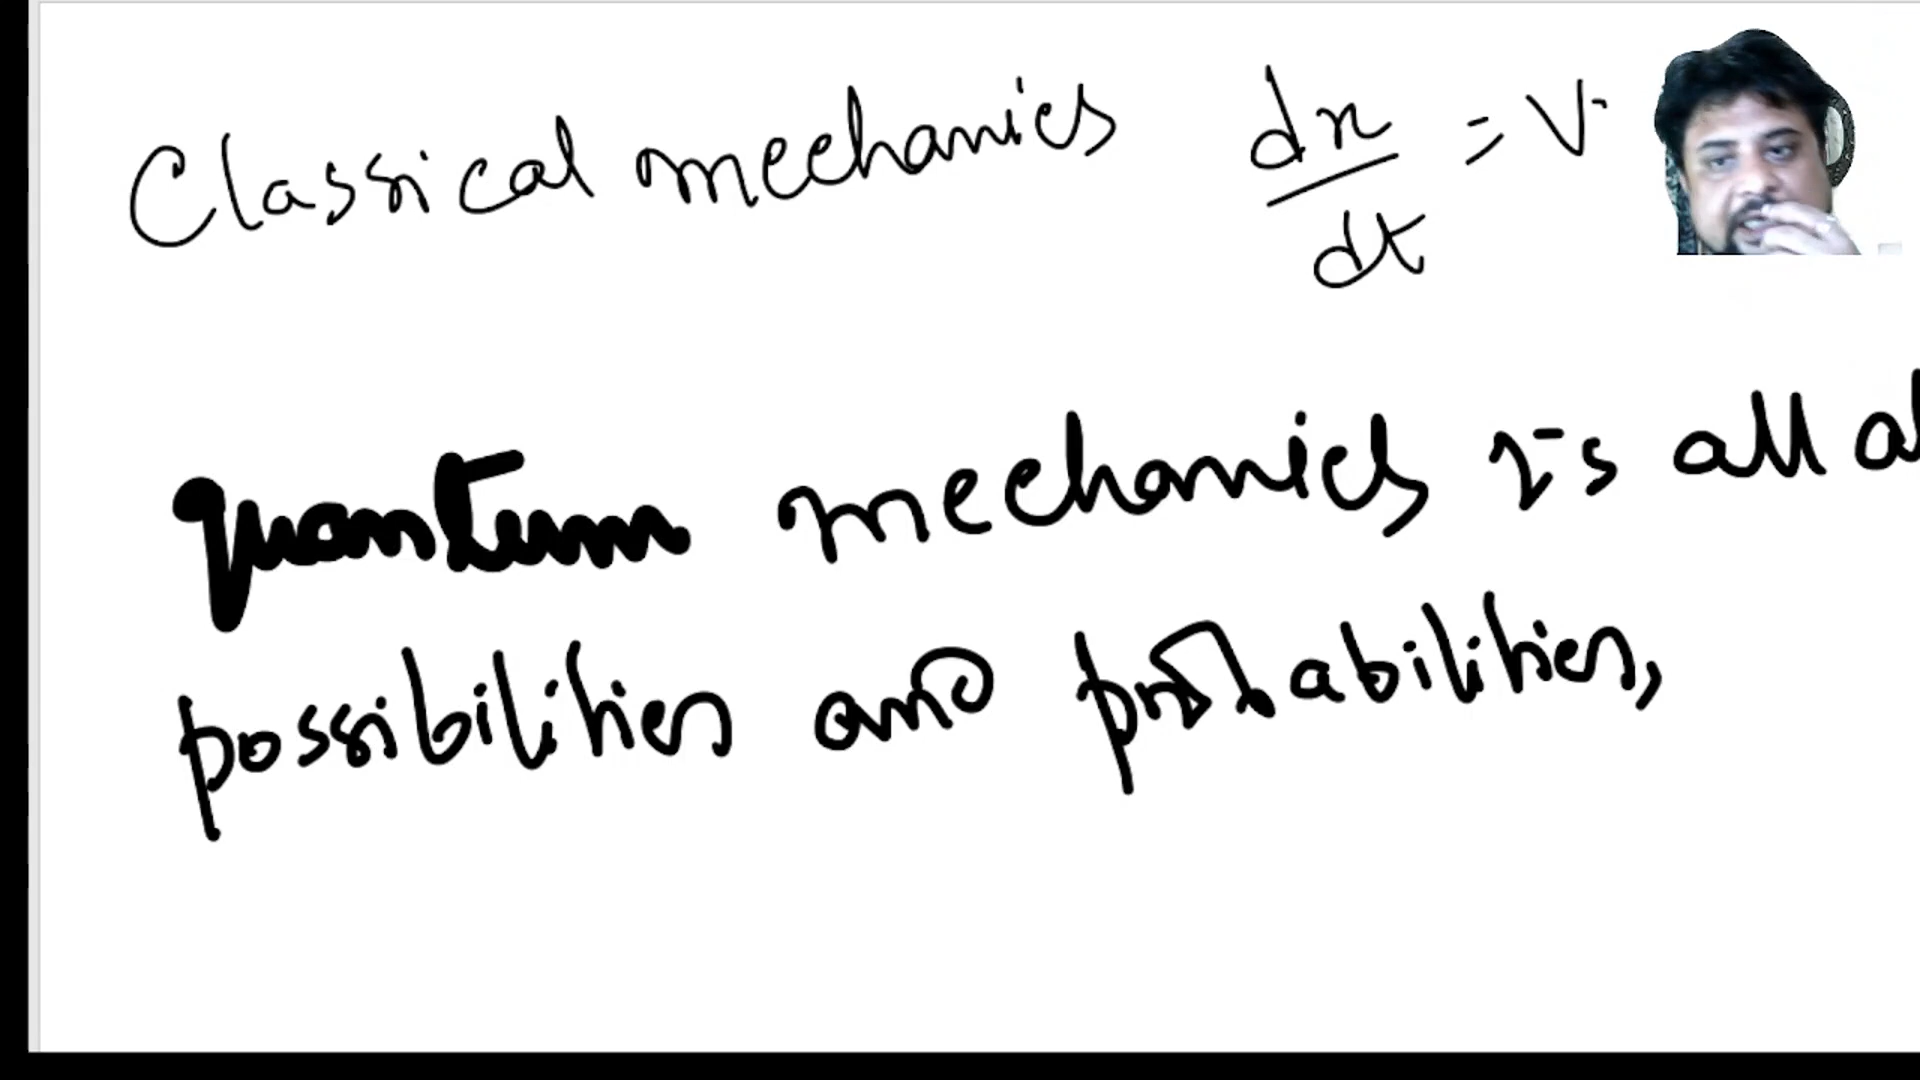 Classical mechanics dx/dt = v.
quantum mechanics is all a
possibilities and probabilities,